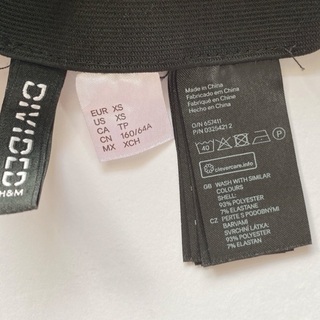 DIVIDED
H&M
EUR XS
US XS
CA TP
CN 160/64A
MX XCH
Made in China
Fabricado em China
Fabriqué en Chine
Hecho en China
O/N 657411
P/N 0325421 2
40
P
clevercare.info
GB WASH WITH SIMILAR
COLOURS
SHELL:
93% POLYESTER
7% ELASTANE
CZ PERTE S PODOBNÝMI
BARVAMI
SVRCHNÍ LÁTKA:
93% POLYESTER
7% ELASTAN